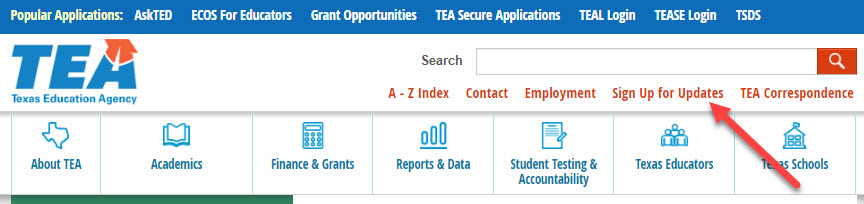 Popular Applications: AskTED ECOS For Educators Grant Opportunities TEA Secure Applications TEAL Login TEASE Login TSDS
TEA
Texas Education Agency
Search
A - Z Index Contact Employment Sign Up for Updates TEA Correspondence
About TEA Academics Finance & Grants Reports & Data Student Testing & Accountability Texas Educators Texas Schools